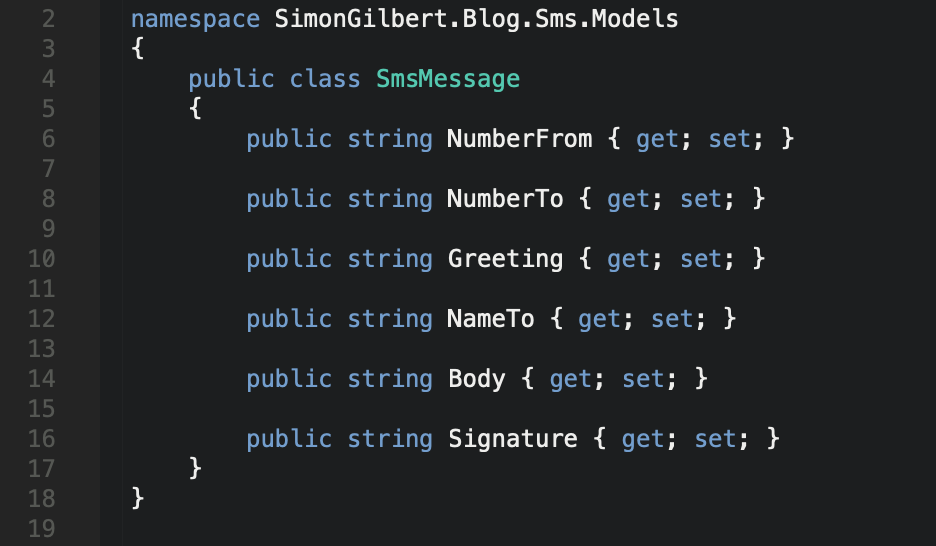 2 namespace SimonGilbert.Blog.Sms.Models
3 {
4     public class SmsMessage
5     {
6         public string NumberFrom { get; set; }
7
8         public string NumberTo { get; set; }
9
10         public string Greeting { get; set; }
11
12         public string NameTo { get; set; }
13
14         public string Body { get; set; }
15
16         public string Signature { get; set; }
17     }
18 }
19